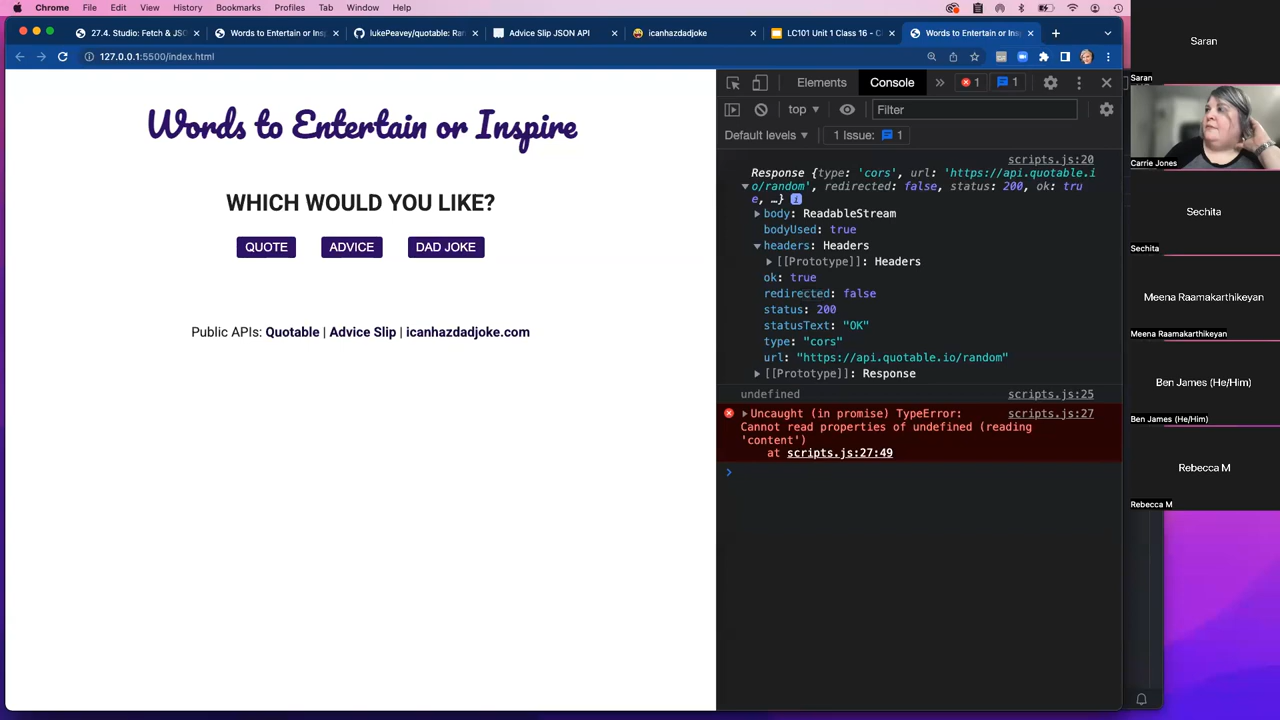 Chrome File Edit View History Bookmarks Profiles Tab Window Help
27.4. Studio: Fetch & JSO
Words to Entertain or Insp
lukePeavey/quotable: Ran
Advice Slip JSON API
icanhazdadjoke
LC101 Unit 1 Class 16 - C
Words to Entertain or Insp
127.0.0.1:5500/index.html
Words to Entertain or Inspire
WHICH WOULD YOU LIKE?
QUOTE ADVICE DAD JOKE
Public APIs: Quotable | Advice Slip | icanhazdadjoke.com
Elements Console » 1 1
top Filter
Default levels 1 Issue: 1
scripts.js:20
Response {type: 'cors', url: 'https://api.quotable.i
o/random', redirected: false, status: 200, ok: tru
e, …} i
body: ReadableStream
bodyUsed: true
headers: Headers
[[Prototype]]: Headers
ok: true
redirected: false
status: 200
statusText: "OK"
type: "cors"
url: "https://api.quotable.io/random"
[[Prototype]]: Response
undefined scripts.js:25
Uncaught (in promise) TypeError: scripts.js:27
Cannot read properties of undefined (reading
'content')
at scripts.js:27:49
Saran
Saran
Carrie Jones
Sechita
Sechita
Meena Raamakarthikeyan
Meena Raamakarthikeyan
Ben James (He/Him)
Ben James (He/Him)
Rebecca M
Rebecca M